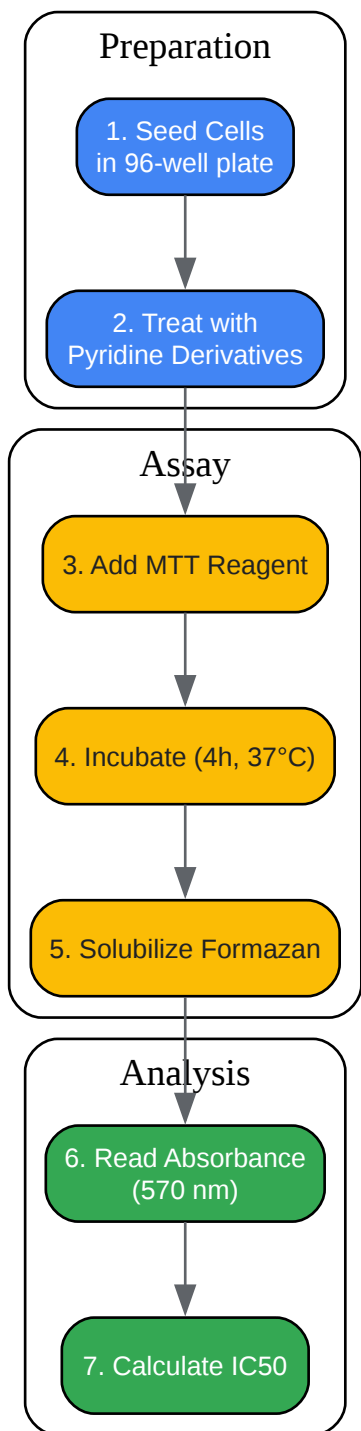 Preparation
1. Seed Cells
in 96-well plate
2. Treat with
Pyridine Derivatives
Assay
3. Add MTT Reagent
4. Incubate (4h, 37°C)
5. Solubilize Formazan
Analysis
6. Read Absorbance
(570 nm)
7. Calculate IC50